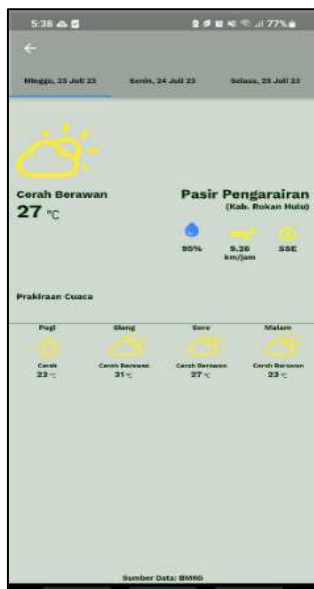 5:38
77%
Minggu, 23 Juli 23 Senin, 24 Juli 23 Selasa, 25 Juli 23
Cerah Berawan
27 °C
Pasir Pengarairan
(Kab. Rokan Hulu)
95% 9.26 SSE
km/jam
Prakiraan Cuaca
Pagi Siang Sore Malam
Cerah Cerah Berawan Cerah Berawan Cerah Berawan
23 °C 31 °C 27 °C 23 °C
Sumber Data: BMKG